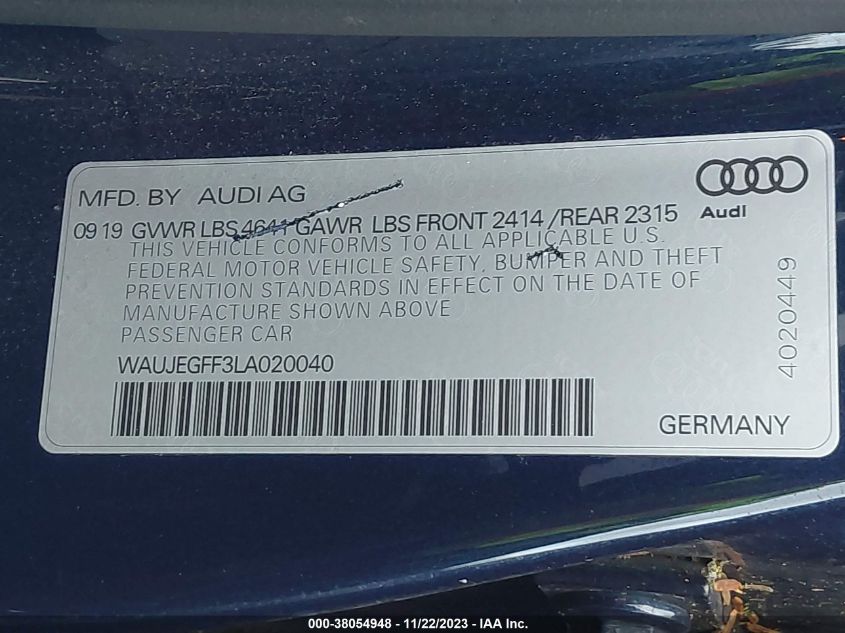 MFD. BY AUDI AG
Audi
09 19 GVWR LBS 4641 GAWR LBS FRONT 2414 /REAR 2315
THIS VEHICLE CONFORMS TO ALL APPLICABLE U.S.
FEDERAL MOTOR VEHICLE SAFETY, BUMPER AND THEFT
PREVENTION STANDARDS IN EFFECT ON THE DATE OF
MANUFACTURE SHOWN ABOVE
PASSENGER CAR
WAUJEGFF3LA020040
4020449
GERMANY
000-38054948 - 11/22/2023 - IAA Inc.